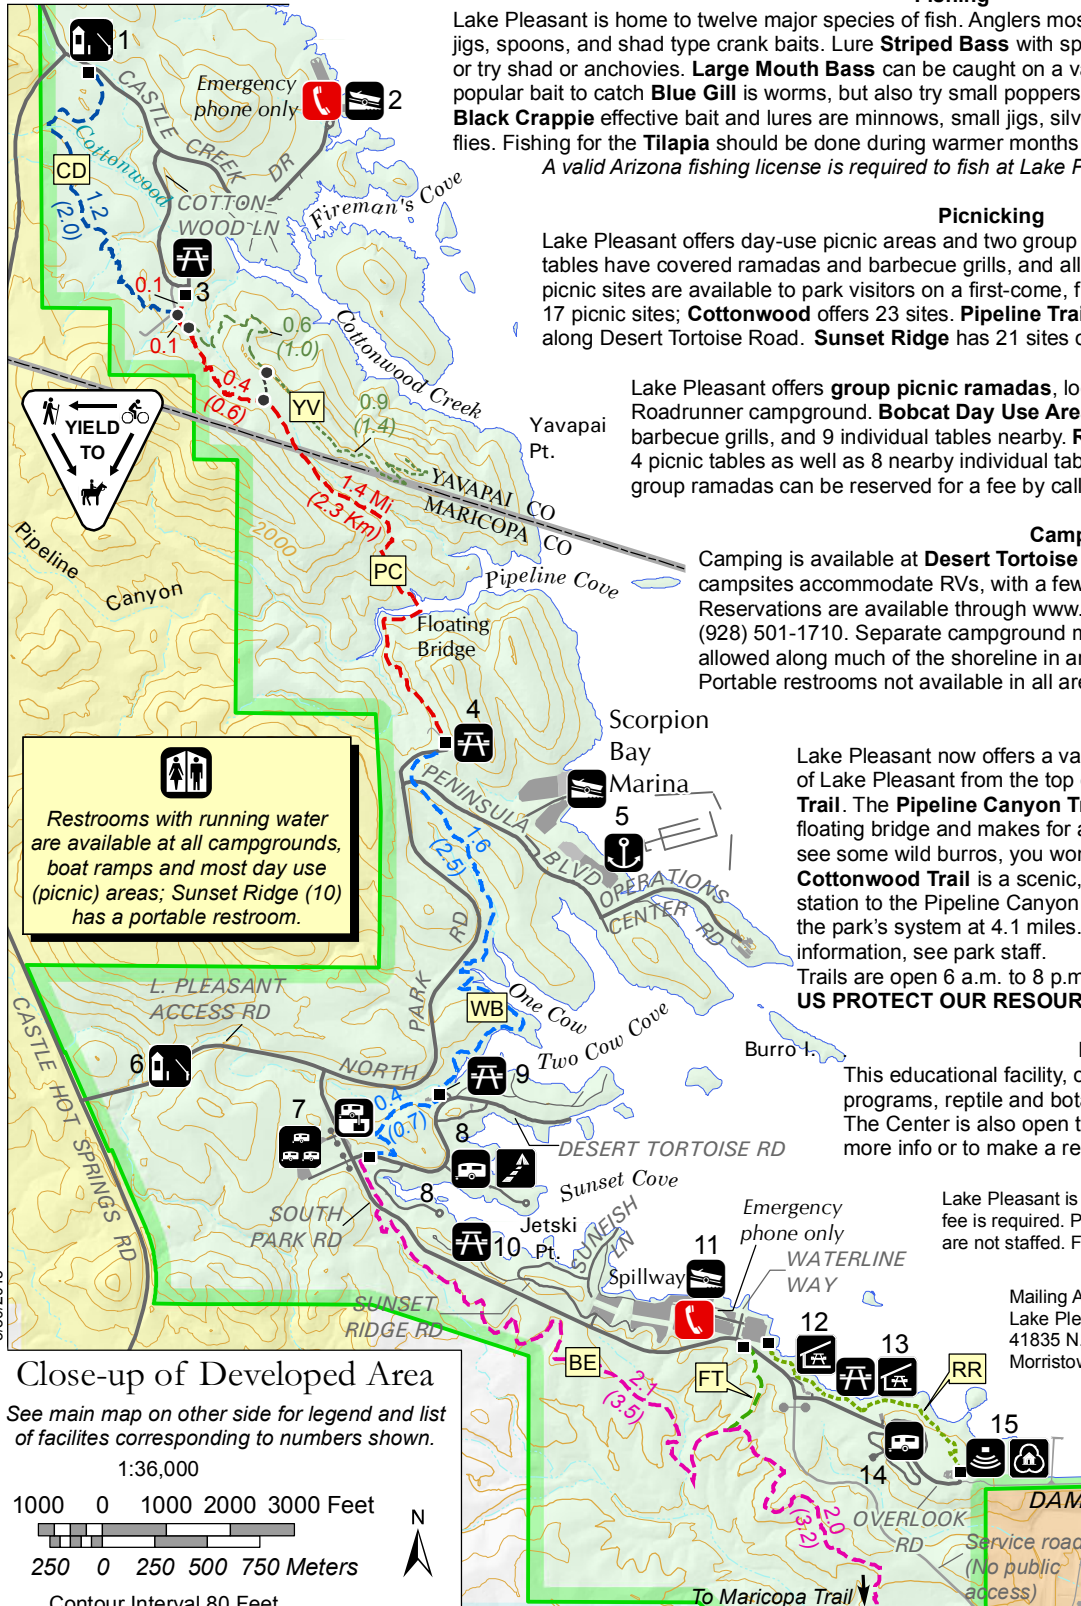 Fishing
Lake Pleasant is home to twelve major species of fish. Anglers mos
jigs, spoons, and shad type crank baits. Lure Striped Bass with sp
or try shad or anchovies. Large Mouth Bass can be caught on a va
popular bait to catch Blue Gill is worms, but also try small poppers
Black Crappie effective bait and lures are minnows, small jigs, silv
flies. Fishing for the Tilapia should be done during warmer months
A valid Arizona fishing license is required to fish at Lake P
Picnicking
Lake Pleasant offers day-use picnic areas and two group
tables have covered ramadas and barbecue grills, and all
picnic sites are available to park visitors on a first-come, f
17 picnic sites; Cottonwood offers 23 sites. Pipeline Trai
along Desert Tortoise Road. Sunset Ridge has 21 sites o
Lake Pleasant offers group picnic ramadas, lo
Roadrunner campground. Bobcat Day Use Are
barbecue grills, and 9 individual tables nearby. R
4 picnic tables as well as 8 nearby individual tab
group ramadas can be reserved for a fee by call
Camp
Camping is available at Desert Tortoise
campsites accommodate RVs, with a few
Reservations are available through www.
(928) 501-1710. Separate campground m
allowed along much of the shoreline in ar
Portable restrooms not available in all are
Lake Pleasant now offers a va
of Lake Pleasant from the top
Trail. The Pipeline Canyon Tr
floating bridge and makes for a
see some wild burros, you won
Cottonwood Trail is a scenic,
station to the Pipeline Canyon
the park's system at 4.1 miles.
information, see park staff.
Trails are open 6 a.m. to 8 p.m
US PROTECT OUR RESOUR
This educational facility, o
programs, reptile and bota
The Center is also open t
more info or to make a re
Lake Pleasant is
fee is required. P
are not staffed. F
Mailing A
Lake Ple
41835 N.
Morristow
1
Emergency
phone only
2
CASTLE
CREEK
DR
Cottonwood
CD
1.2
(2.0)
COTTON-
WOOD LN
Fireman's Cove
3
0.1
0.1
0.6
(1.0)
0.4
(0.6)
YV
0.9
(1.4)
Cottonwood Creek
Yavapai
Pt.
YIELD
TO
YAVAPAI CO
MARICOPA CO
1.4 Mi
(2.3 Km)
2000
Pipeline
Canyon
PC
Pipeline Cove
Floating
Bridge
4
Scorpion
Bay
Marina
5
PENINSULA
BLVD
OPERATIONS
CENTER
RD
1.6
(2.5)
Restrooms with running water
are available at all campgrounds,
boat ramps and most day use
(picnic) areas; Sunset Ridge (10)
has a portable restroom.
L. PLEASANT
ACCESS RD
PARK
RD
WB
One Cow
Two Cow Cove
Burro I.
6
NORTH
9
0.4
(0.7)
7
8
DESERT TORTOISE RD
CASTLE HOT SPRINGS RD
8
Sunset Cove
SOUTH
PARK RD
10
Jetski
Pt.
SUNFISH
LN
Emergency
phone only
11
WATERLINE
WAY
Spillway
SUNSET
RIDGE RD
12
13
BE
2.1
(3.5)
FT
RR
15
14
2.0
(3.2)
OVERLOOK
RD
DAM
Service road
(No public
access)
To Maricopa Trail
Close-up of Developed Area
See main map on other side for legend and list
of facilites corresponding to numbers shown.
1:36,000
1000 0 1000 2000 3000 Feet
250 0 250 500 750 Meters
N
Contour Interval 80 Feet